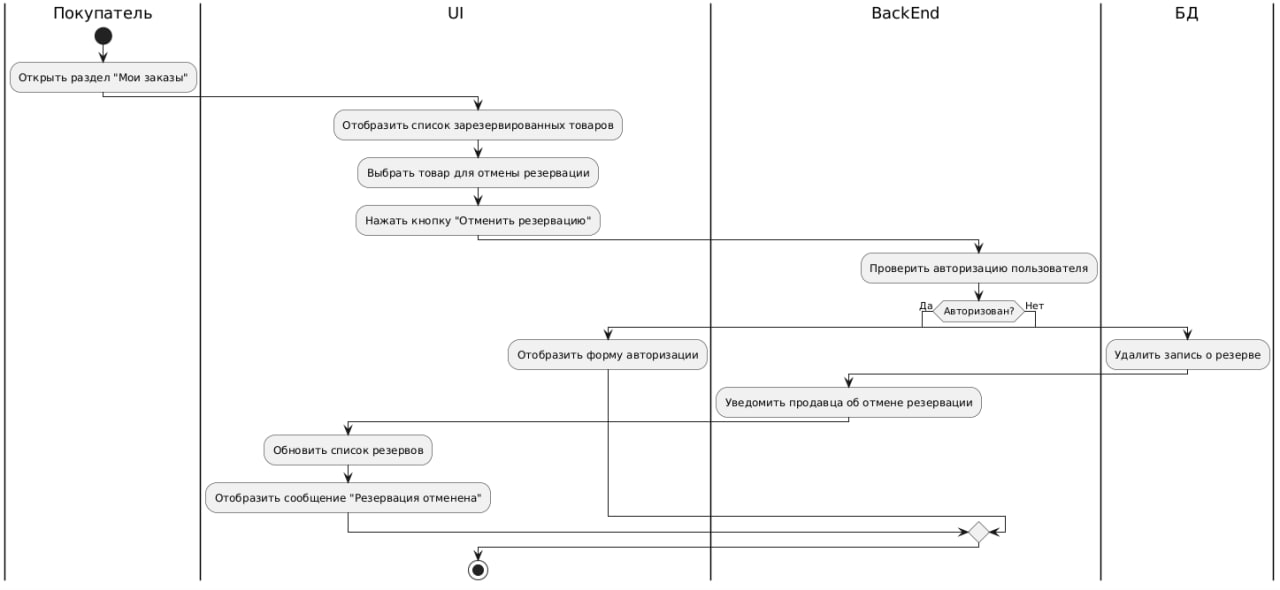 Покупатель
UI
BackEnd
БД
Открыть раздел "Мои заказы"
Отобразить список зарезервированных товаров
Выбрать товар для отмены резервации
Нажать кнопку "Отменить резервацию"
Проверить авторизацию пользователя
Да
Авторизован?
Нет
Отобразить форму авторизации
Удалить запись о резерве
Уведомить продавца об отмене резервации
Обновить список резервов
Отобразить сообщение "Резервация отменена"